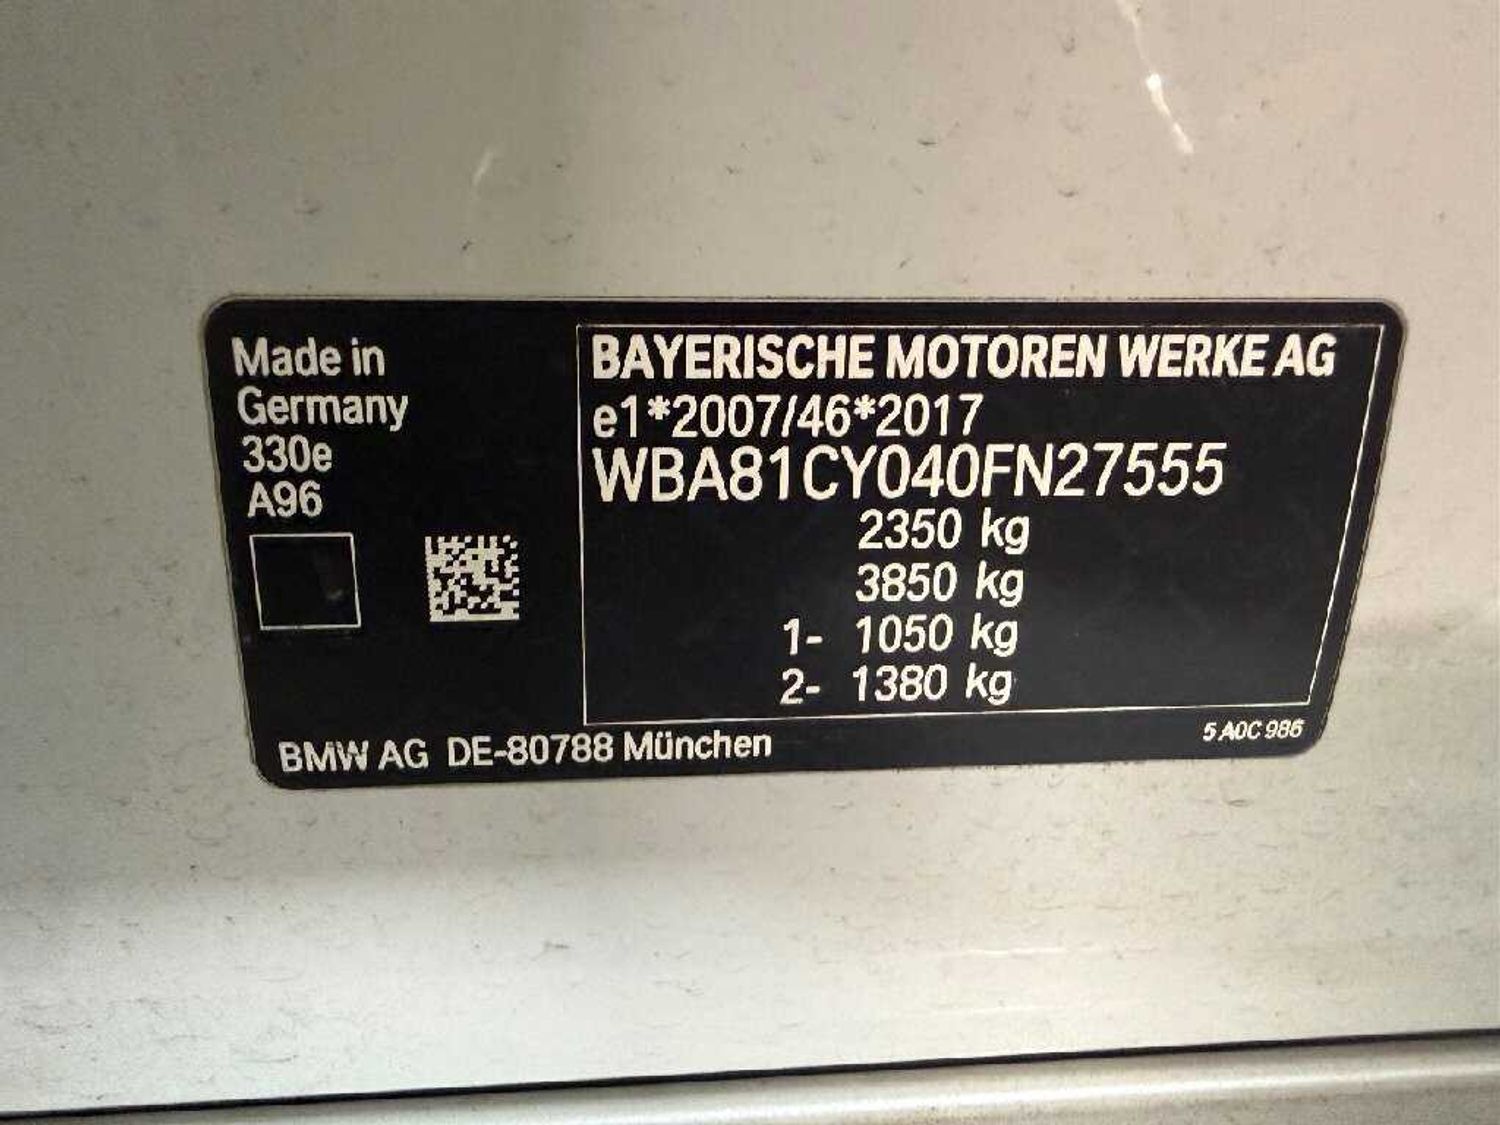 Made in
Germany
330e
A96
BAYERISCHE MOTOREN WERKE AG
e1*2007/46*2017
WBA81CY040FN27555
2350 kg
3850 kg
1- 1050 kg
2- 1380 kg
BMW AG DE-80788 München
5 A0C 986